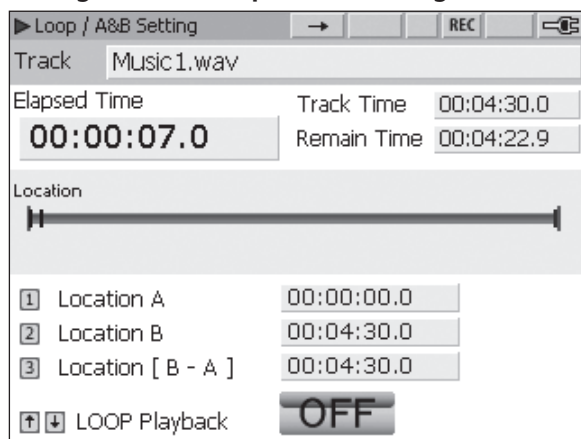 ▶ Loop / A&B Setting → REC
Track Music1.wav
Elapsed Time
00:00:07.0
Track Time 00:04:30.0
Remain Time 00:04:22.9
Location
1 Location A 00:00:00.0
2 Location B 00:04:30.0
3 Location [ B - A ] 00:04:30.0
↑ ↓ LOOP Playback OFF